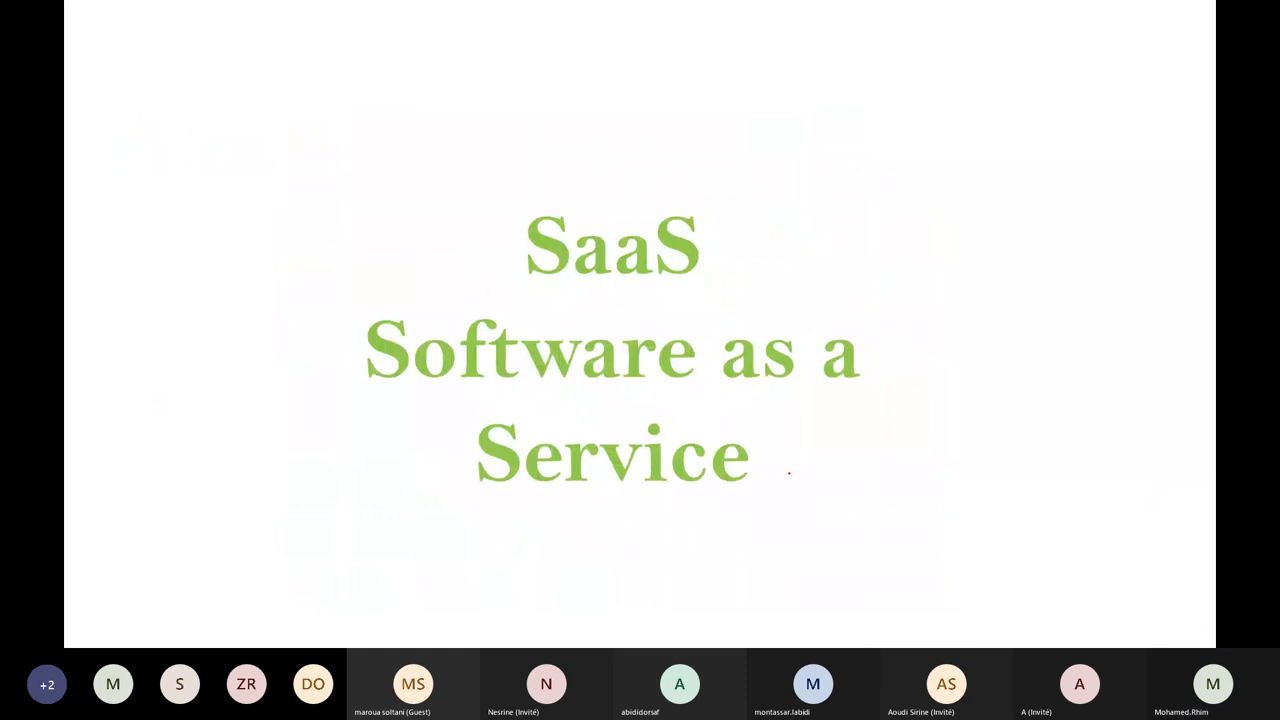 SaaS
Software as a
Service
+2
M
S
ZR
DO
MS
N
A
M
AS
A
M
maroua soltani (Guest)
Nesrine (Invité)
abididorsaf
montassar.labidi
Aoudi Sirine (Invité)
A (Invité)
Mohamed.Rhim